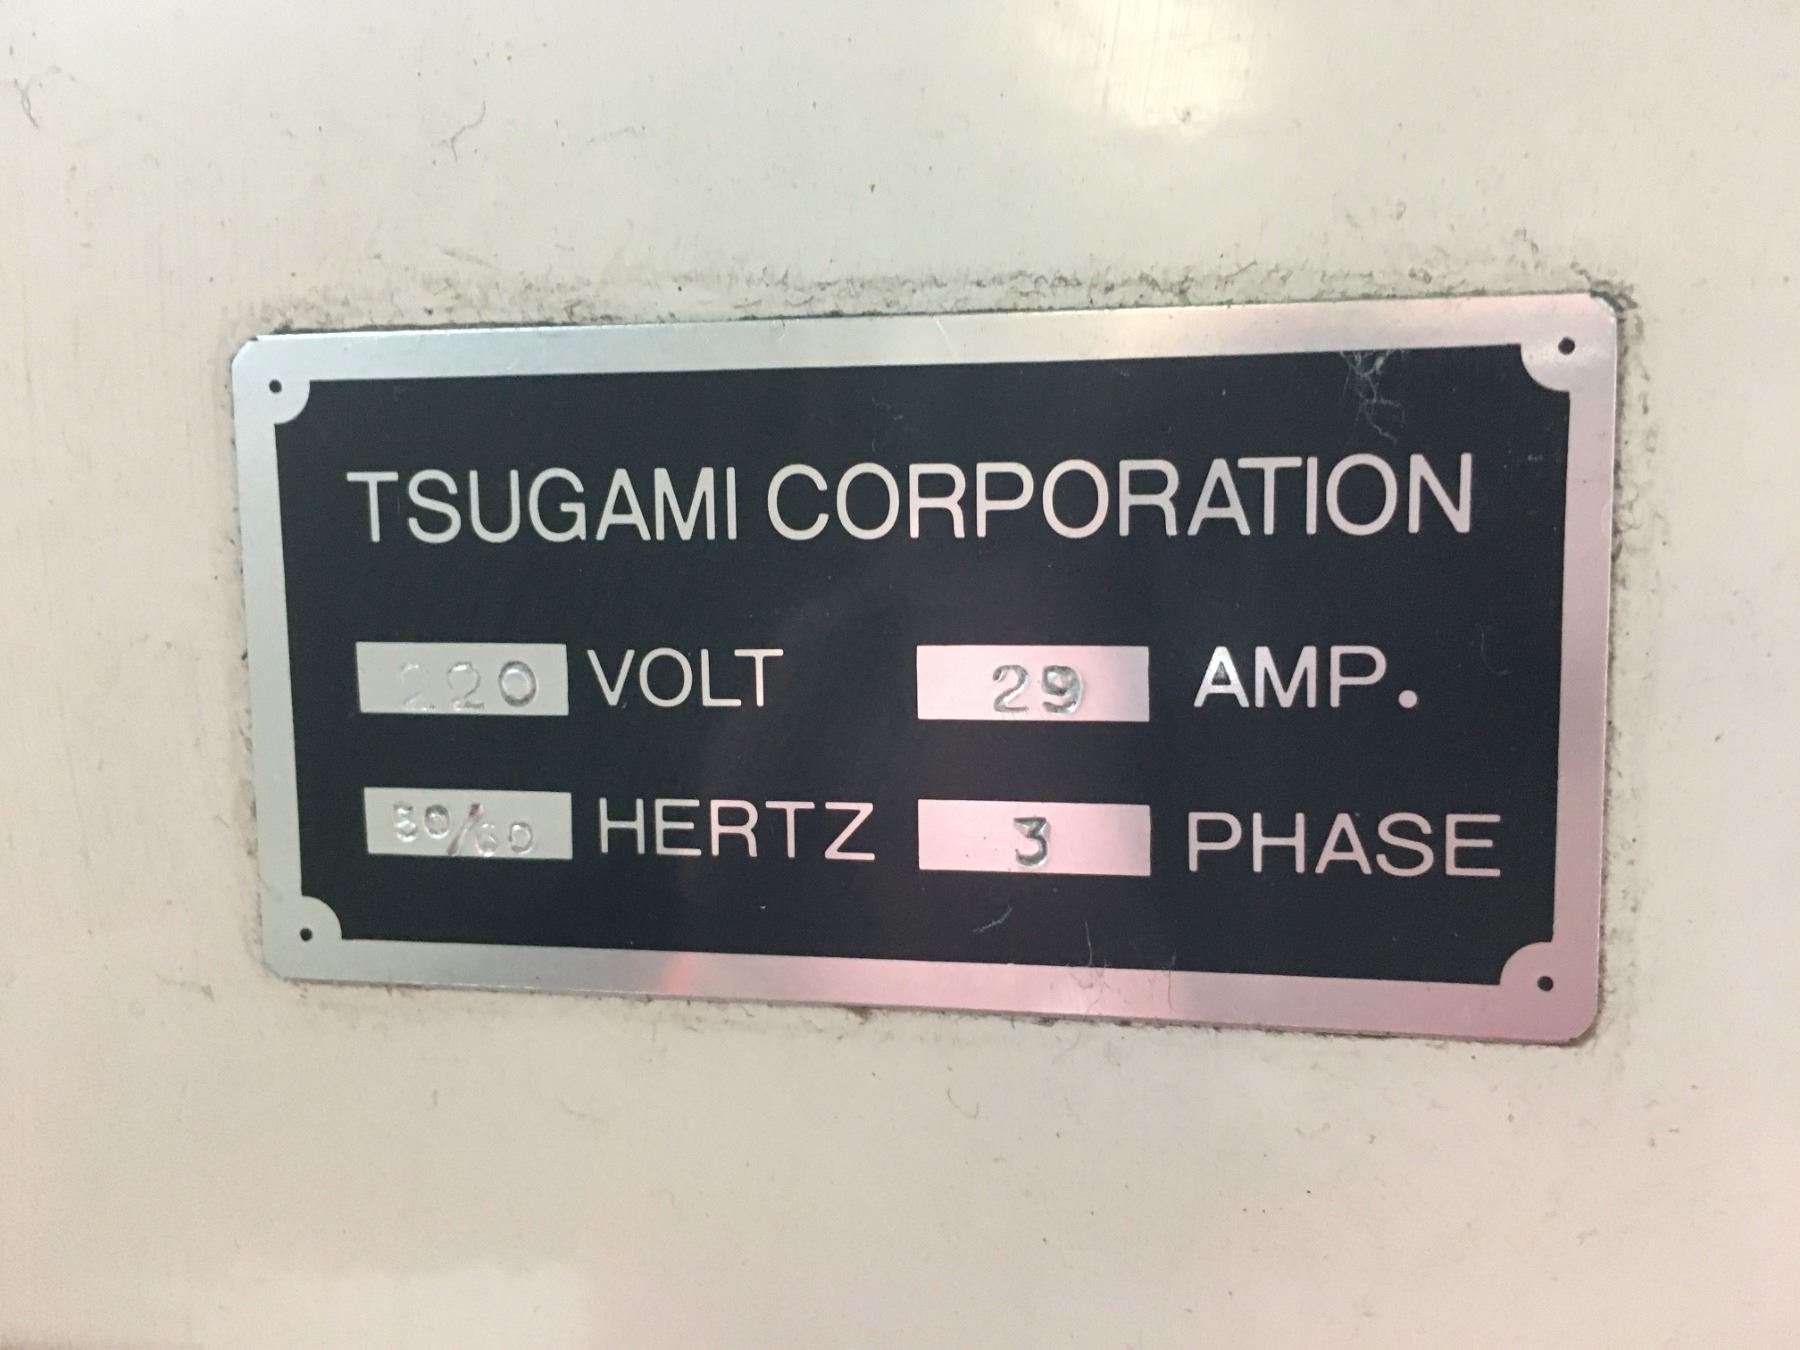 TSUGAMI CORPORATION
220 VOLT 29 AMP.
50/60 HERTZ 3 PHASE